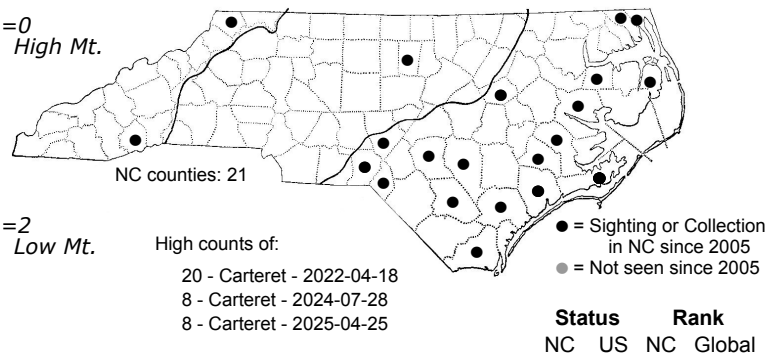 =0
High Mt.
NC counties: 21
=2
Low Mt.
High counts of:
20 - Carteret - 2022-04-18
8 - Carteret - 2024-07-28
8 - Carteret - 2025-04-25
● = Sighting or Collection
in NC since 2005
● = Not seen since 2005
Status Rank
NC US NC Global